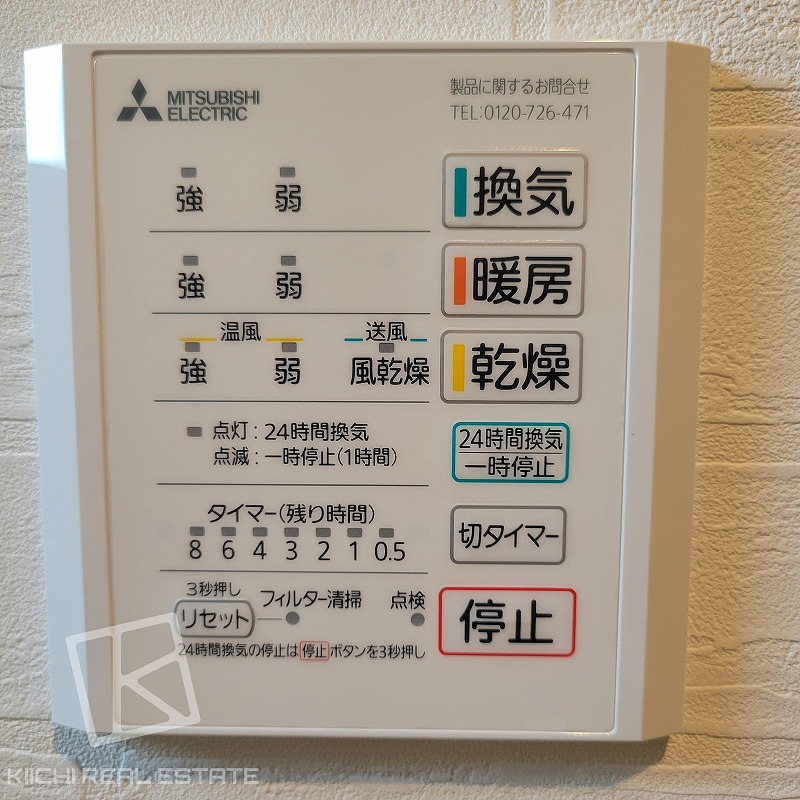 MITSUBISHI
ELECTRIC
製品に関するお問合せ
TEL:0120-726-471
強 弱 換気
強 弱 暖房
温風 送風
強 弱 風乾燥 乾燥
点灯:24時間換気
点滅:一時停止(1時間)
24時間換気
一時停止
タイマー(残り時間)
8 6 4 3 2 1 0.5
切タイマー
3秒押し
リセット フィルター清掃 点検
停止
24時間換気の停止は停止ボタンを3秒押し
KIICHI REAL ESTATE